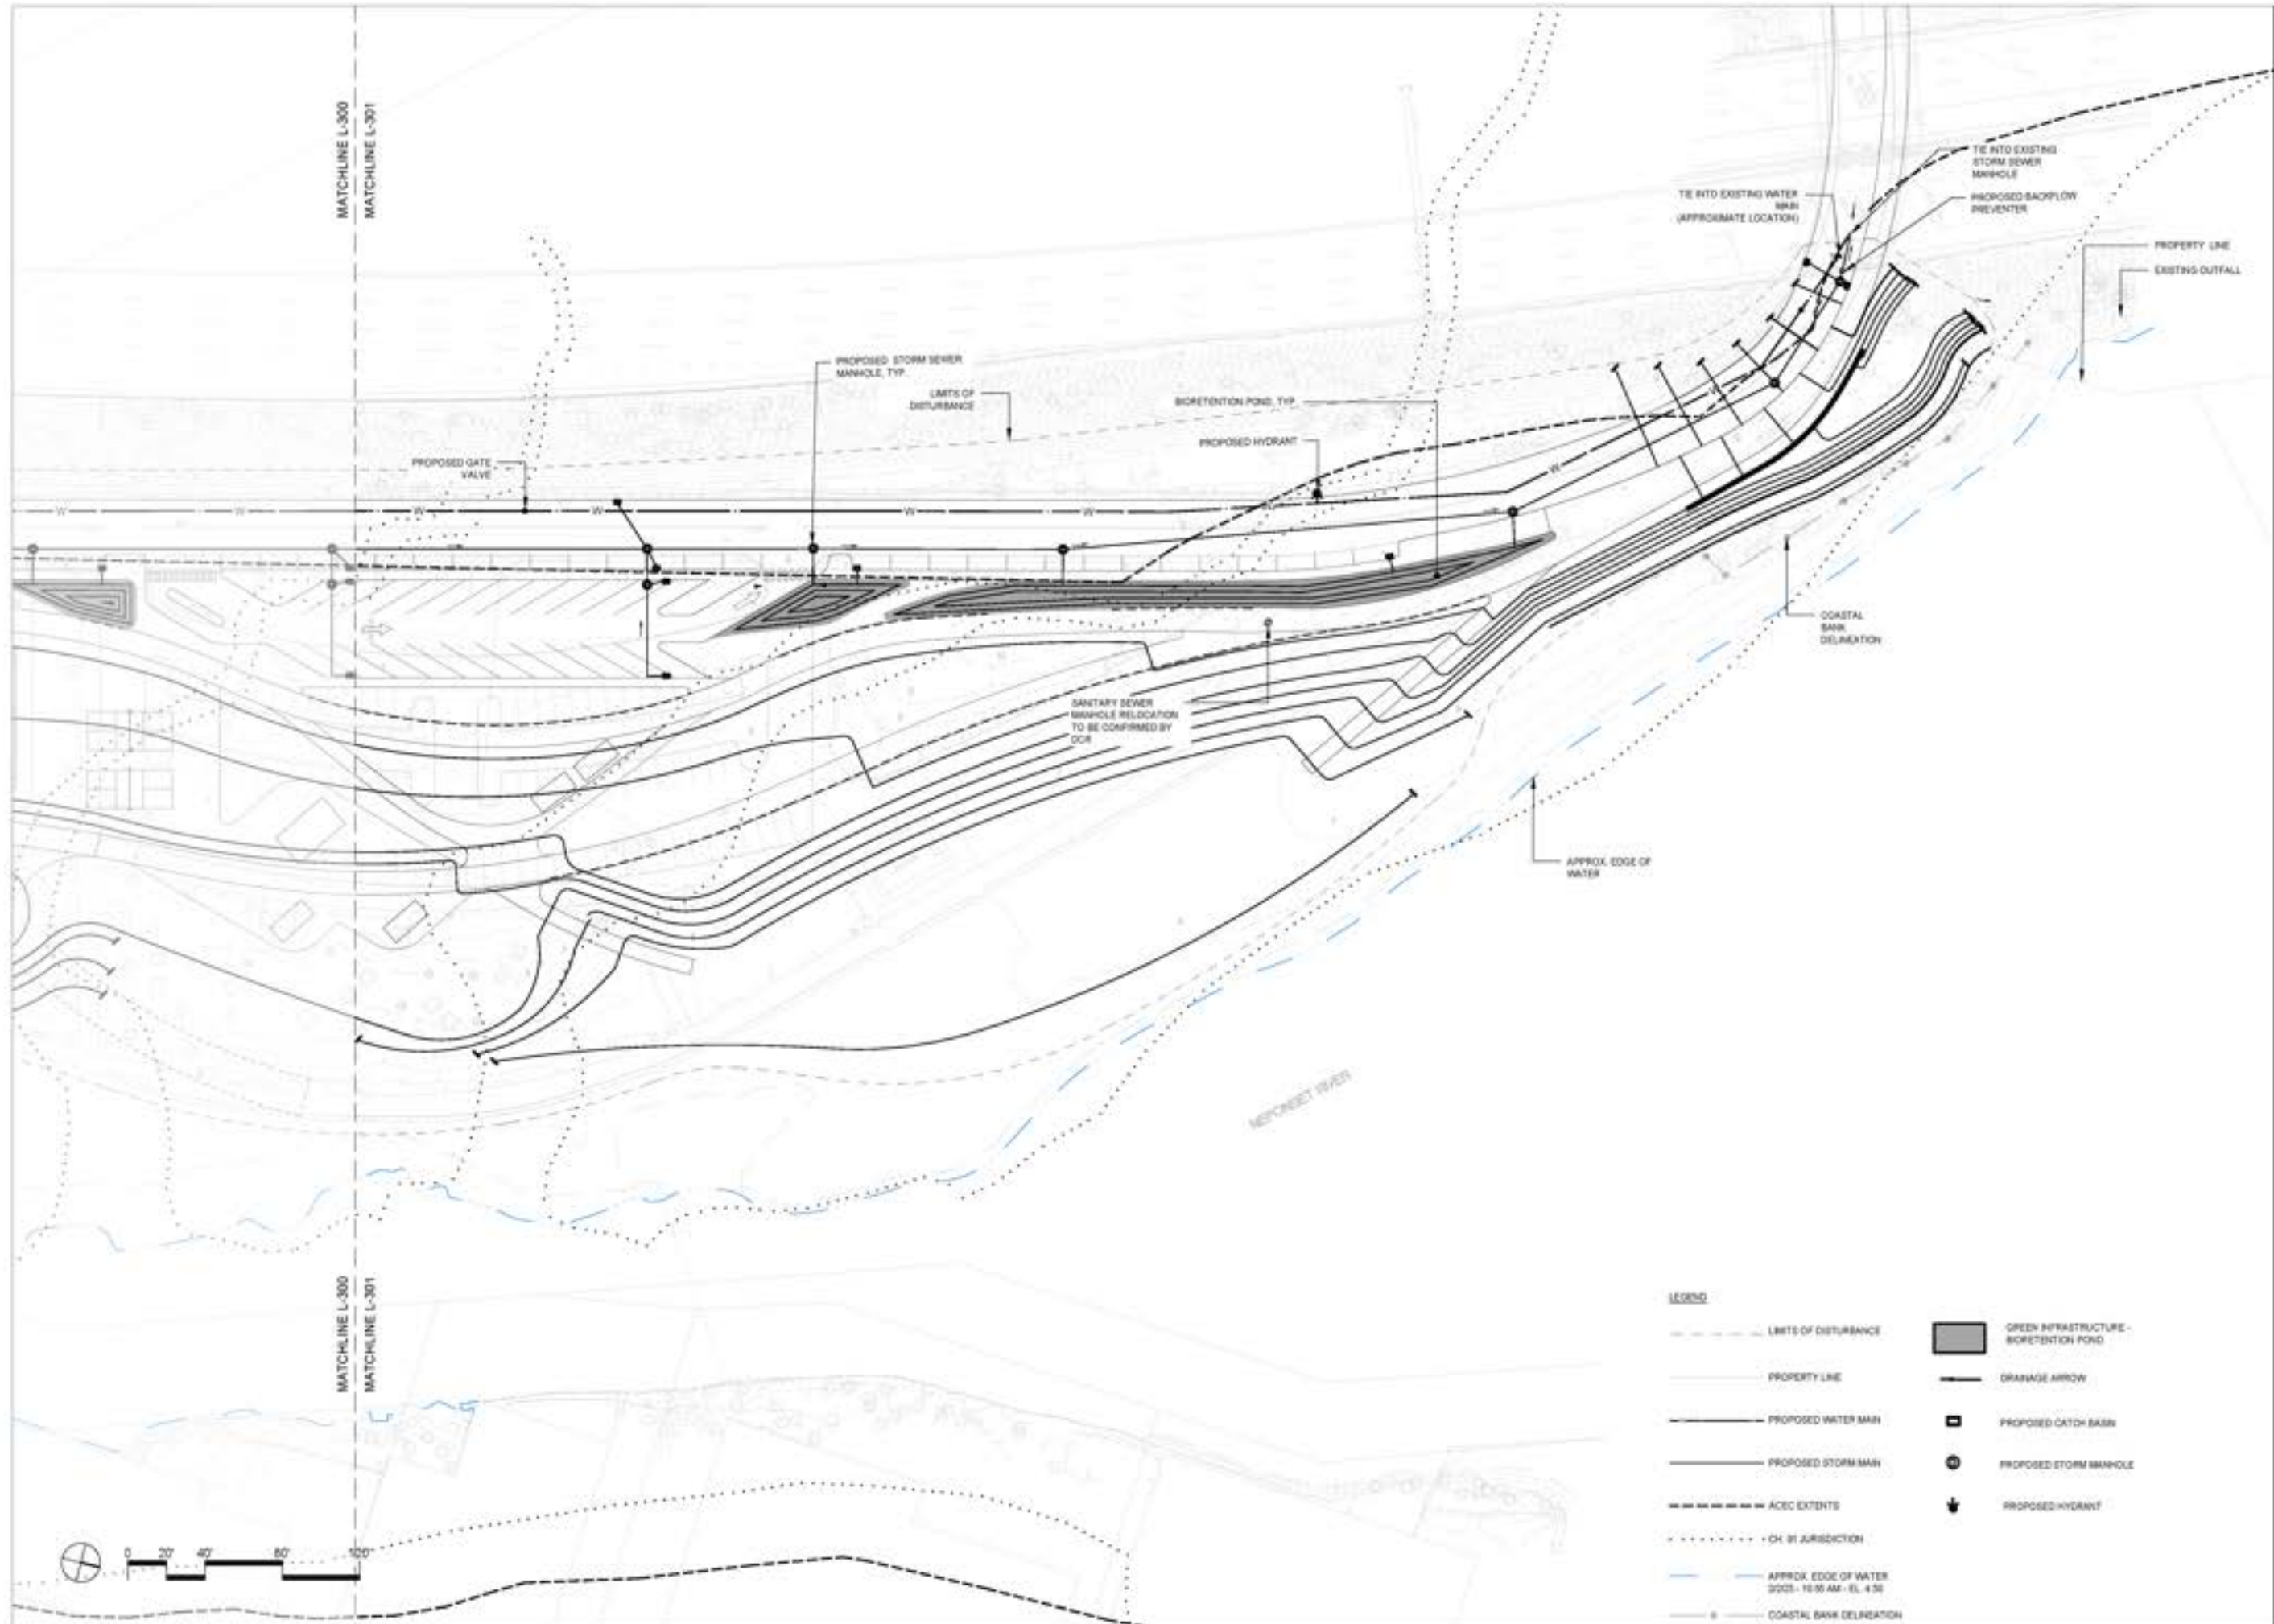 MATCHLINE L-300
MATCHLINE L-301
TIE INTO EXISTING
STORM SEWER
MANHOLE
TIE INTO EXISTING WATER
MAIN
(APPROXIMATE LOCATION)
PROPOSED BACKFLOW
PREVENTER
PROPERTY LINE
EXISTING OUTFALL
PROPOSED STORM SEWER
MANHOLE, TYP.
LIMITS OF
DISTURBANCE
BIORETENTION POND, TYP.
PROPOSED HYDRANT
PROPOSED GATE
VALVE
W
W
W
W
W
W
W
W
W
COASTAL
BANK
DELINEATION
SANITARY SEWER
MANHOLE RELOCATION
TO BE CONFIRMED BY
DCR
APPROX. EDGE OF
WATER
NEPONSET RIVER
MATCHLINE L-300
MATCHLINE L-301
LEGEND
LIMITS OF DISTURBANCE
PROPERTY LINE
PROPOSED WATER MAIN
PROPOSED STORM MAIN
ACEC EXTENTS
CH. 91 JURISDICTION
APPROX. EDGE OF WATER
COASTAL BANK DELINEATION
GREEN INFRASTRUCTURE -
BIORETENTION POND
DRAINAGE ARROW
PROPOSED CATCH BASIN
PROPOSED STORM MANHOLE
PROPOSED HYDRANT
0 20' 40' 80' 120'